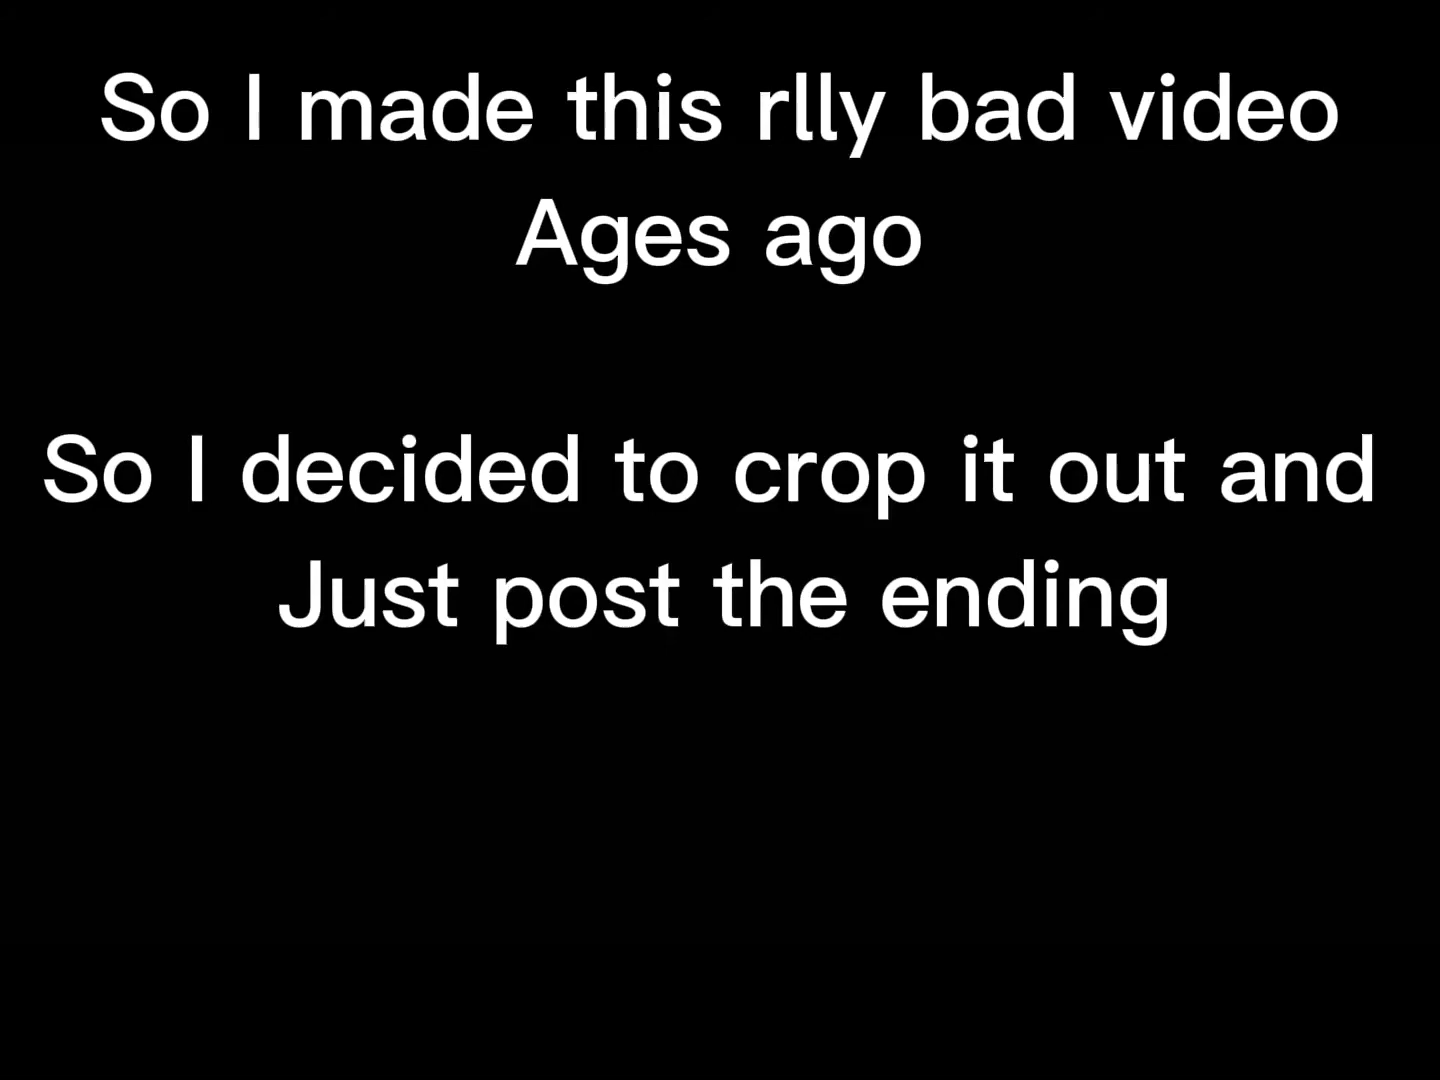 So I made this rlly bad video
Ages ago
So I decided to crop it out and
Just post the ending